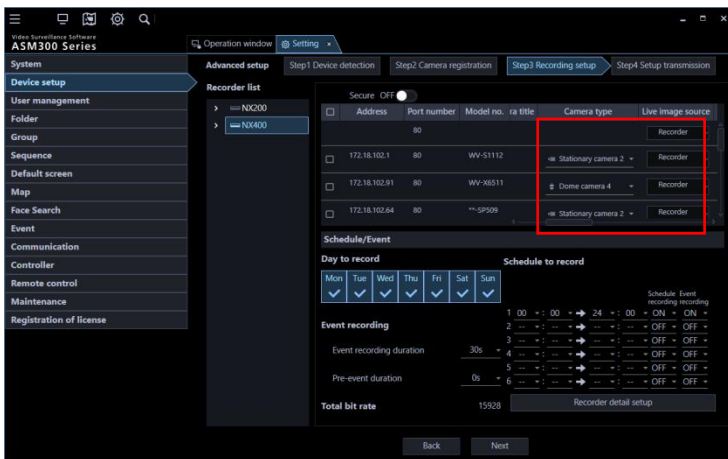 Video Surveillance Software
ASM300 Series
Operation window
Setting
System
Device setup
User management
Folder
Group
Sequence
Default screen
Map
Face Search
Event
Communication
Controller
Remote control
Maintenance
Registration of license
Advanced setup
Step1 Device detection
Step2 Camera registration
Step3 Recording setup
Step4 Setup transmission
Recorder list
NX200
NX400
Secure OFF
Address Port number Model no. ra title Camera type Live image source
80 Recorder
172.18.102.1 80 WV-S1112 Stationary camera 2 Recorder
172.18.102.91 80 WV-X6511 Dome camera 4 Recorder
172.18.102.64 80 **-SP509 Stationary camera 2 Recorder
Schedule/Event
Day to record
Mon Tue Wed Thu Fri Sat Sun
Event recording
Event recording duration 30s
Pre-event duration 0s
Total bit rate 15928
Schedule to record
Schedule recording Event recording
1 00 : 00 24 : 00 ON ON
2 -- : -- -- : -- OFF OFF
3 -- : -- -- : -- OFF OFF
4 -- : -- -- : -- OFF OFF
5 -- : -- -- : -- OFF OFF
6 -- : -- -- : -- OFF OFF
Recorder detail setup
Back Next